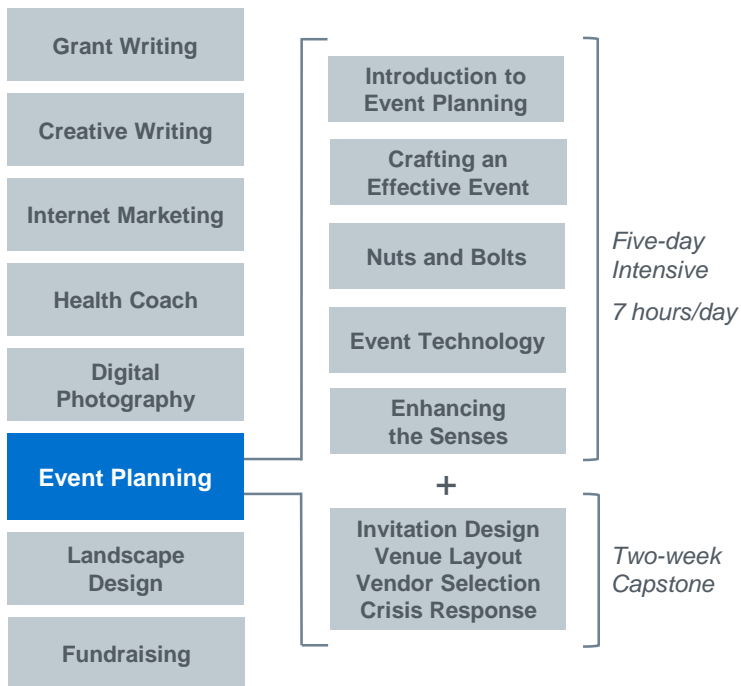 Grant Writing
Creative Writing
Internet Marketing
Health Coach
Digital
Photography
Event Planning
Landscape
Design
Fundraising
Introduction to
Event Planning
Crafting an
Effective Event
Nuts and Bolts
Event Technology
Enhancing
the Senses
+
Invitation Design
Venue Layout
Vendor Selection
Crisis Response
Five-day
Intensive
7 hours/day
Two-week
Capstone